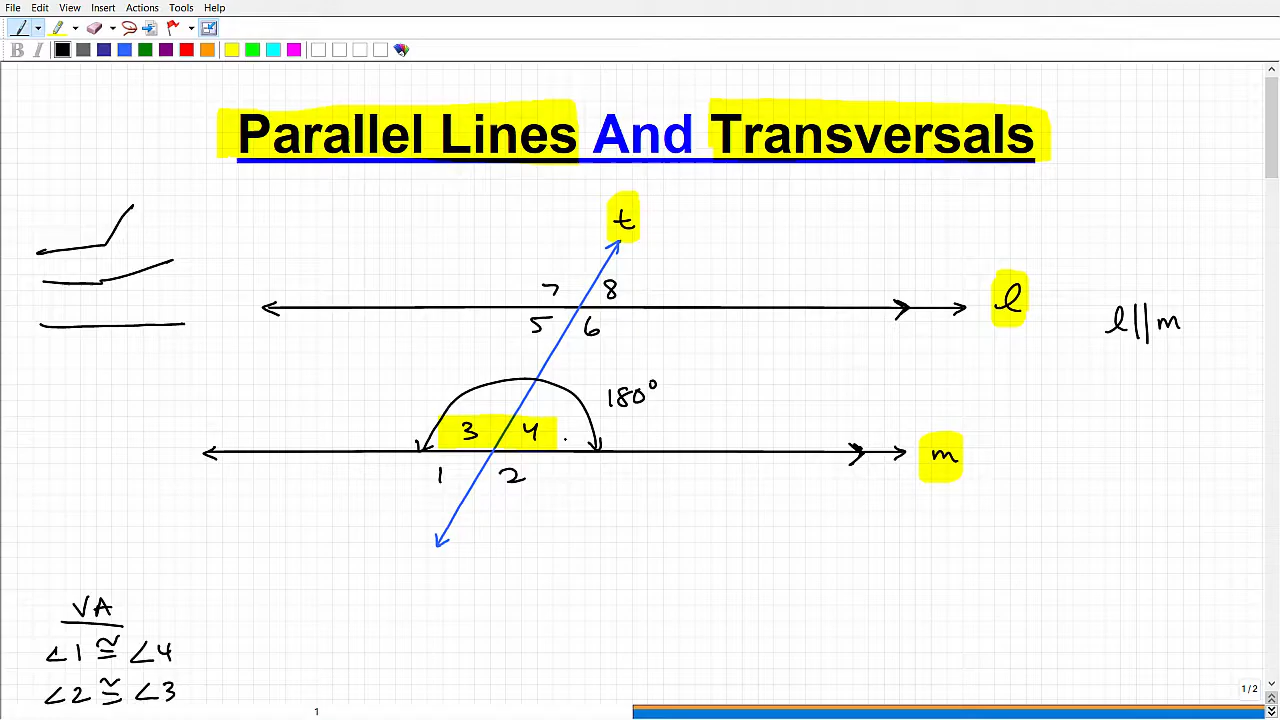 File Edit View Insert Actions Tools Help
B I
Parallel Lines And Transversals
t
7 8
l
5 6
l||m
180°
3 4
m
1 2
VA
∠1 ≅ ∠4
∠2 ≅ ∠3
1/2
1